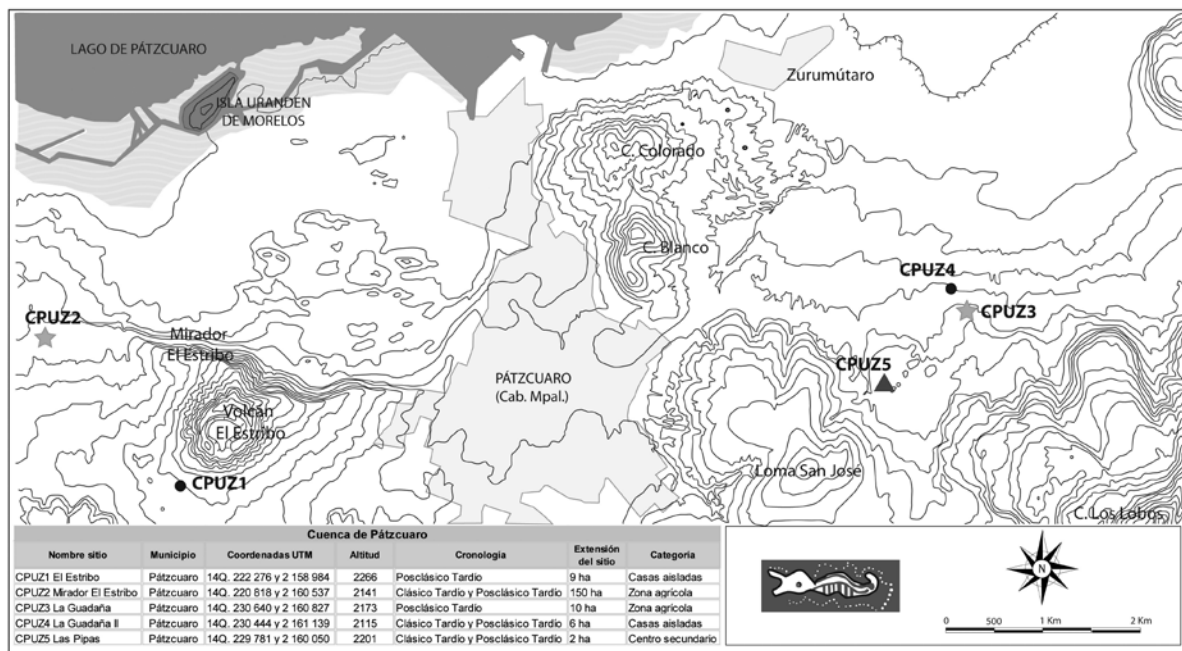 LAGO DE PÁTZCUARO
Zurumútaro
ISLA URANDEN
DE MORELOS
C. Colorado
C. Blanco
CPUZ4
CPUZ3
CPUZ2
Mirador
El Estribo
CPUZ5
PÁTZCUARO
(Cab. Mpal.)
Volcán
El Estribo
Loma San José
CPUZ1
C. Los Lobos
Cuenca de Pátzcuaro
Nombre sitio Municipio Coordenadas UTM Altitud Cronología Extensión del sitio Categoría
CPUZ1 El Estribo Pátzcuaro 14Q. 222 276 y 2 158 984 2266 Posclásico Tardío 9 ha Casas aisladas
CPUZ2 Mirador El Estribo Pátzcuaro 14Q. 220 818 y 2 160 537 2141 Clásico Tardío y Posclásico Tardío 150 ha Zona agrícola
CPUZ3 La Guadaña Pátzcuaro 14Q. 230 640 y 2 160 827 2173 Posclásico Tardío 10 ha Zona agrícola
CPUZ4 La Guadaña II Pátzcuaro 14Q. 230 444 y 2 161 139 2115 Clásico Tardío y Posclásico Tardío 6 ha Casas aisladas
CPUZ5 Las Pipas Pátzcuaro 14Q. 229 781 y 2 160 050 2201 Clásico Tardío y Posclásico Tardío 2 ha Centro secundario
N
0 500 1 Km 2 Km